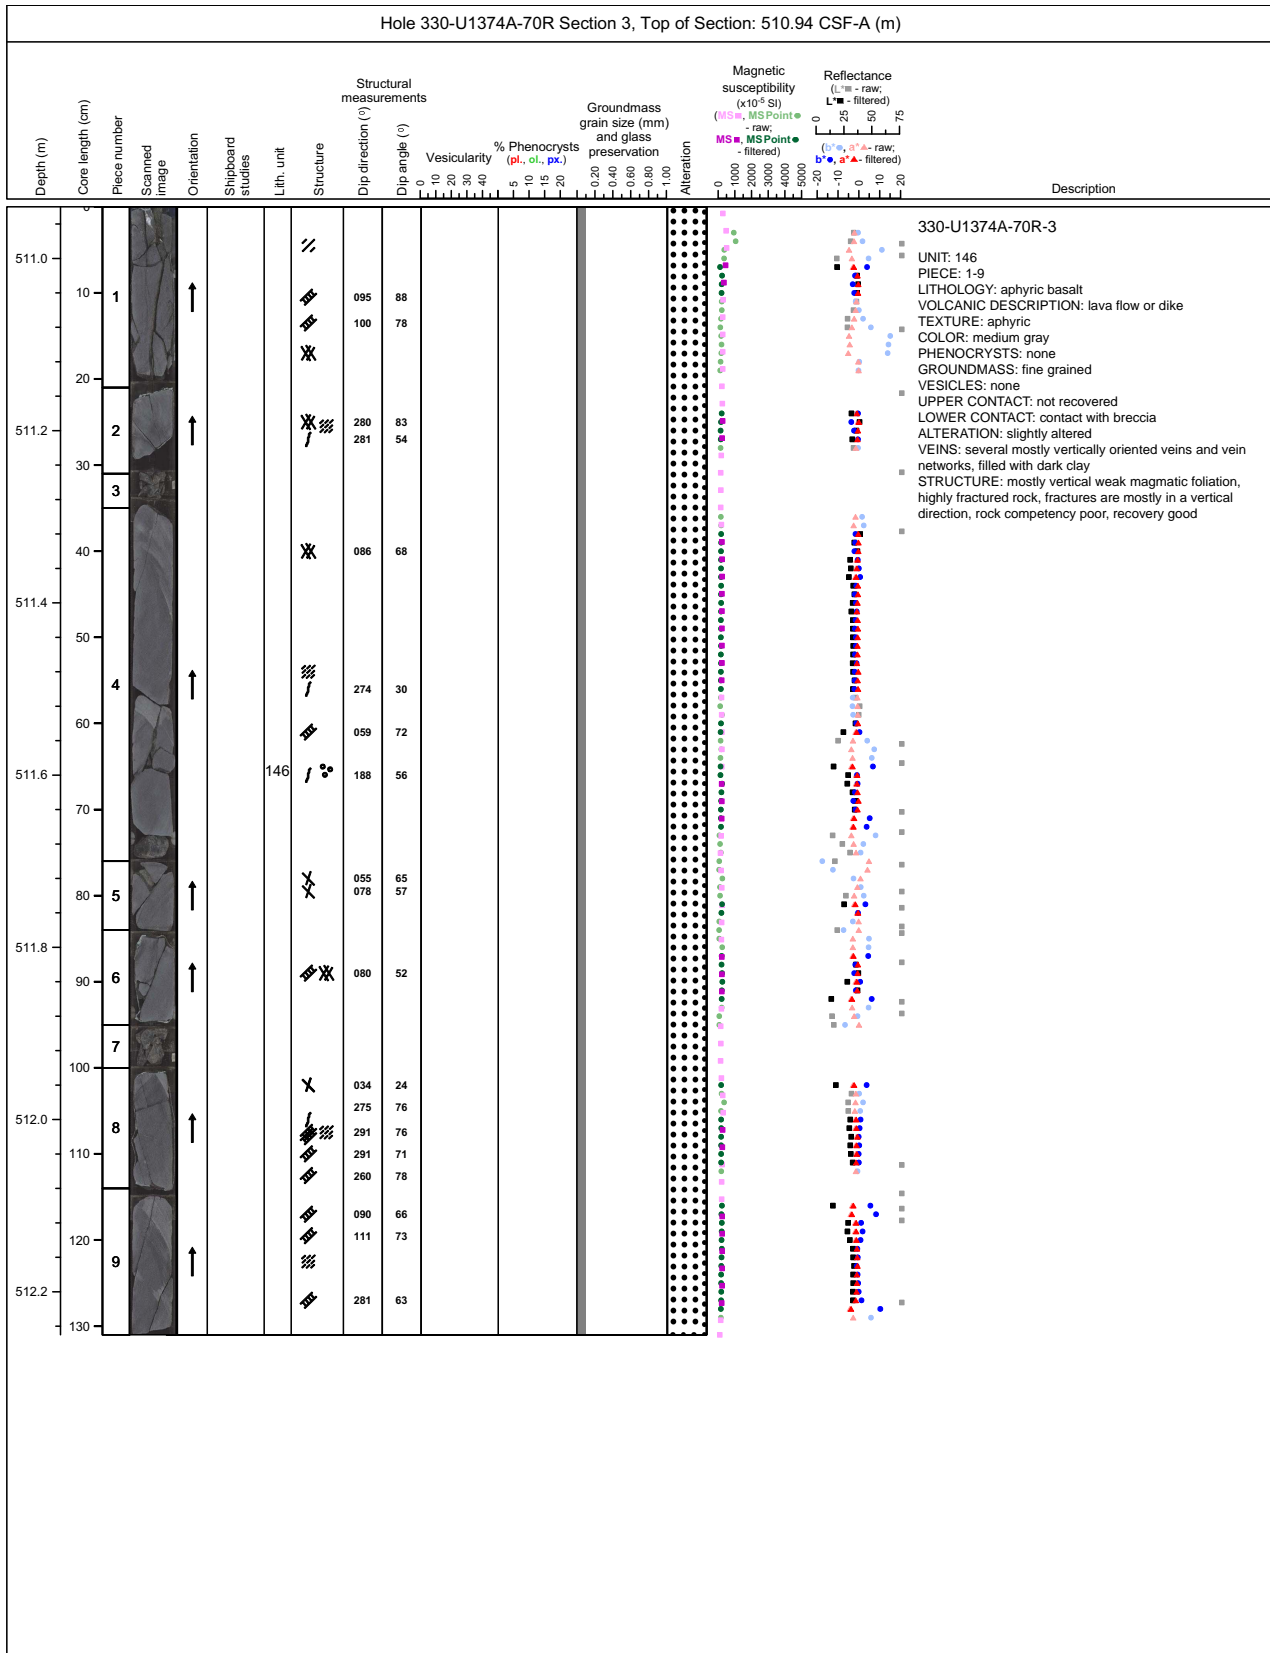 Hole 330-U1374A-70R Section 3, Top of Section: 510.94 CSF-A (m)
Depth (m)
Core length (cm)
Piece number
Scanned image
Orientation
Shipboard studies
Lith. unit
Structure
Structural measurements
Dip direction (°)
Dip angle (°)
Vesicularity
0 10 20 30 40
% Phenocrysts
(pl., ol., px.)
5 10 15 20
Groundmass
grain size (mm)
and glass
preservation
0.20 0.40 0.60 0.80 1.00
Alteration
Magnetic
susceptibility
(x10⁻⁵ SI)
(MS■, MSPoint●
- raw;
MS■, MSPoint●
- filtered)
0 1000 2000 3000 4000 5000
Reflectance
(L*■ - raw;
L*■ - filtered)
0 25 50 75
(b*●, a*▲- raw;
b*●, a*▲- filtered)
-20 -10 0 10 20
Description
0
511.0
10 1 095 88
100 78
20
511.2 2 280 83
281 54
30
3
40 086 68
511.4
50
4 274 30
60 059 72
511.6 146 188 56
70
055 65
80 5 078 57
511.8
90 6 080 52
7
100
034 24
512.0 8 275 76
291 76
110 291 71
260 78
090 66
120 9 111 73
512.2 281 63
130
330-U1374A-70R-3
UNIT: 146
PIECE: 1-9
LITHOLOGY: aphyric basalt
VOLCANIC DESCRIPTION: lava flow or dike
TEXTURE: aphyric
COLOR: medium gray
PHENOCRYSTS: none
GROUNDMASS: fine grained
VESICLES: none
UPPER CONTACT: not recovered
LOWER CONTACT: contact with breccia
ALTERATION: slightly altered
VEINS: several mostly vertically oriented veins and vein
networks, filled with dark clay
STRUCTURE: mostly vertical weak magmatic foliation,
highly fractured rock, fractures are mostly in a vertical
direction, rock competency poor, recovery good